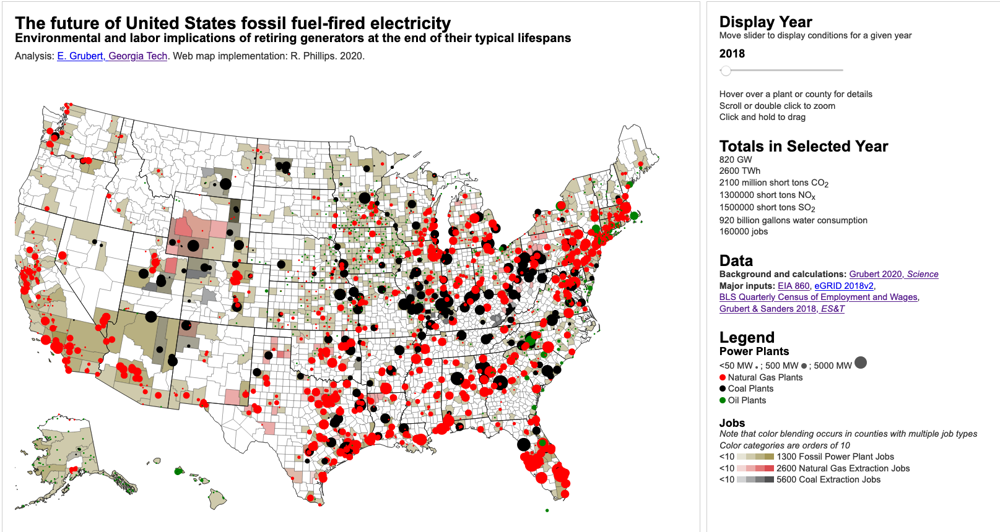 The future of United States fossil fuel-fired electricity
Environmental and labor implications of retiring generators at the end of their typical lifespans
Analysis: E. Grubert, Georgia Tech. Web map implementation: R. Phillips. 2020.
Display Year
Move slider to display conditions for a given year
2018
Hover over a plant or county for details
Scroll or double click to zoom
Click and hold to drag
Totals in Selected Year
820 GW
2600 TWh
2100 million short tons CO2
1300000 short tons NOx
1500000 short tons SO2
920 billion gallons water consumption
160000 jobs
Data
Background and calculations: Grubert 2020, Science
Major inputs: EIA 860, eGRID 2018v2,
BLS Quarterly Census of Employment and Wages,
Grubert & Sanders 2018, ES&T
Legend
Power Plants
<50 MW ; 500 MW ; 5000 MW
Natural Gas Plants
Coal Plants
Oil Plants
Jobs
Note that color blending occurs in counties with multiple job types
Color categories are orders of 10
<10 1300 Fossil Power Plant Jobs
<10 2600 Natural Gas Extraction Jobs
<10 5600 Coal Extraction Jobs